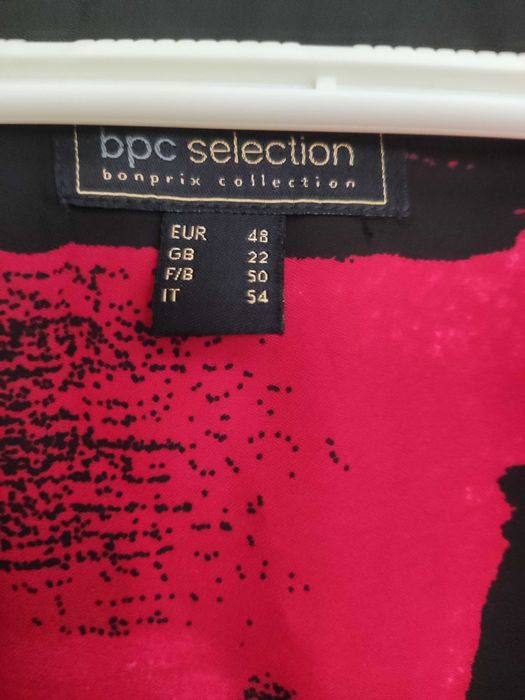 bpc selection
bonprix collection
EUR 48
GB 22
F/B 50
IT 54